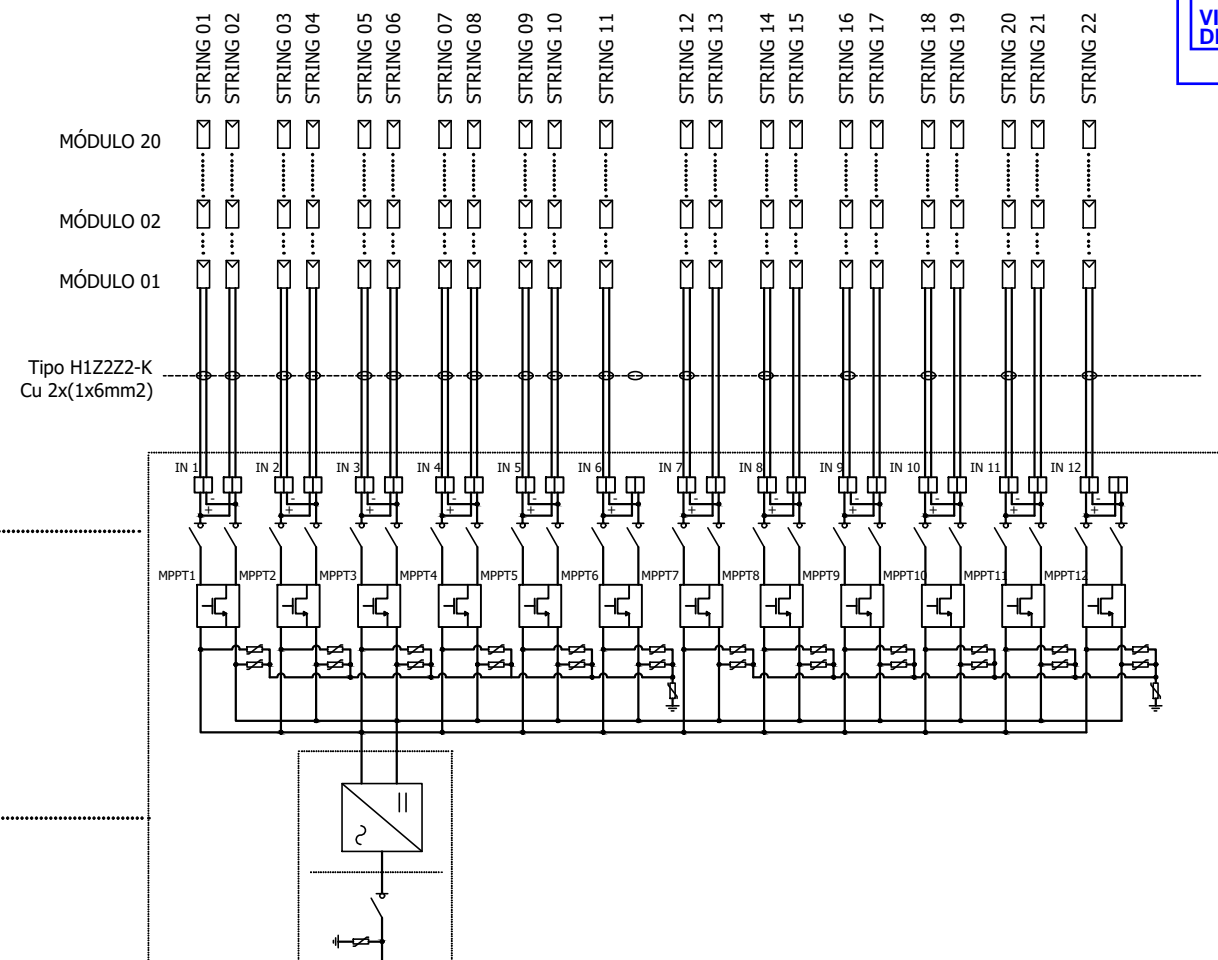 STRING 01
STRING 02
STRING 03
STRING 04
STRING 05
STRING 06
STRING 07
STRING 08
STRING 09
STRING 10
STRING 11
STRING 12
STRING 13
STRING 14
STRING 15
STRING 16
STRING 17
STRING 18
STRING 19
STRING 20
STRING 21
STRING 22
MÓDULO 20
MÓDULO 02
MÓDULO 01
Tipo H1Z2Z2-K
Cu 2x(1x6mm2)
IN 1
IN 2
IN 3
IN 4
IN 5
IN 6
IN 7
IN 8
IN 9
IN 10
IN 11
IN 12
MPPT1
MPPT2
MPPT3
MPPT4
MPPT5
MPPT6
MPPT7
MPPT8
MPPT9
MPPT10
MPPT11
MPPT12